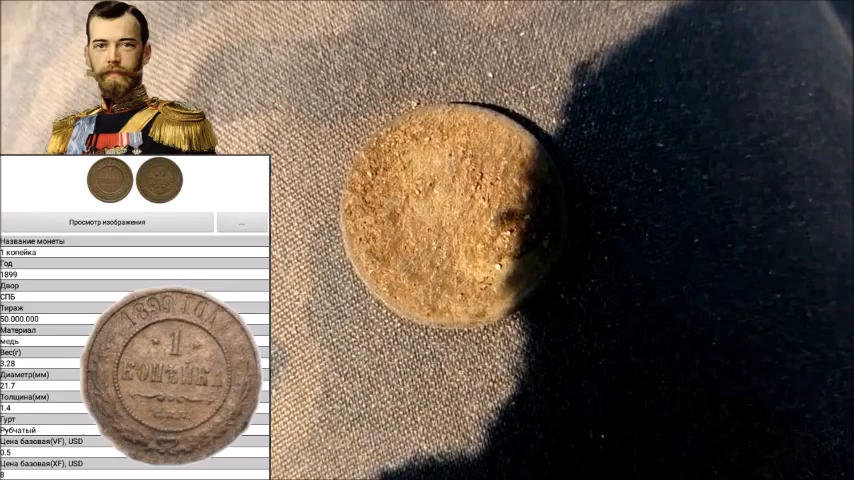 Просмотр изображения
...
Название монеты
1 копейка
Год
1899
Двор
СПБ
Тираж
50.000.000
Материал
медь
Вес(г)
3.28
Диаметр(мм)
21.7
Толщина(мм)
1.4
Гурт
Рубчатый
Цена базовая(VF), USD
0.5
Цена базовая(XF), USD
8
1899 ГОДА
1
КОПѢЙКА